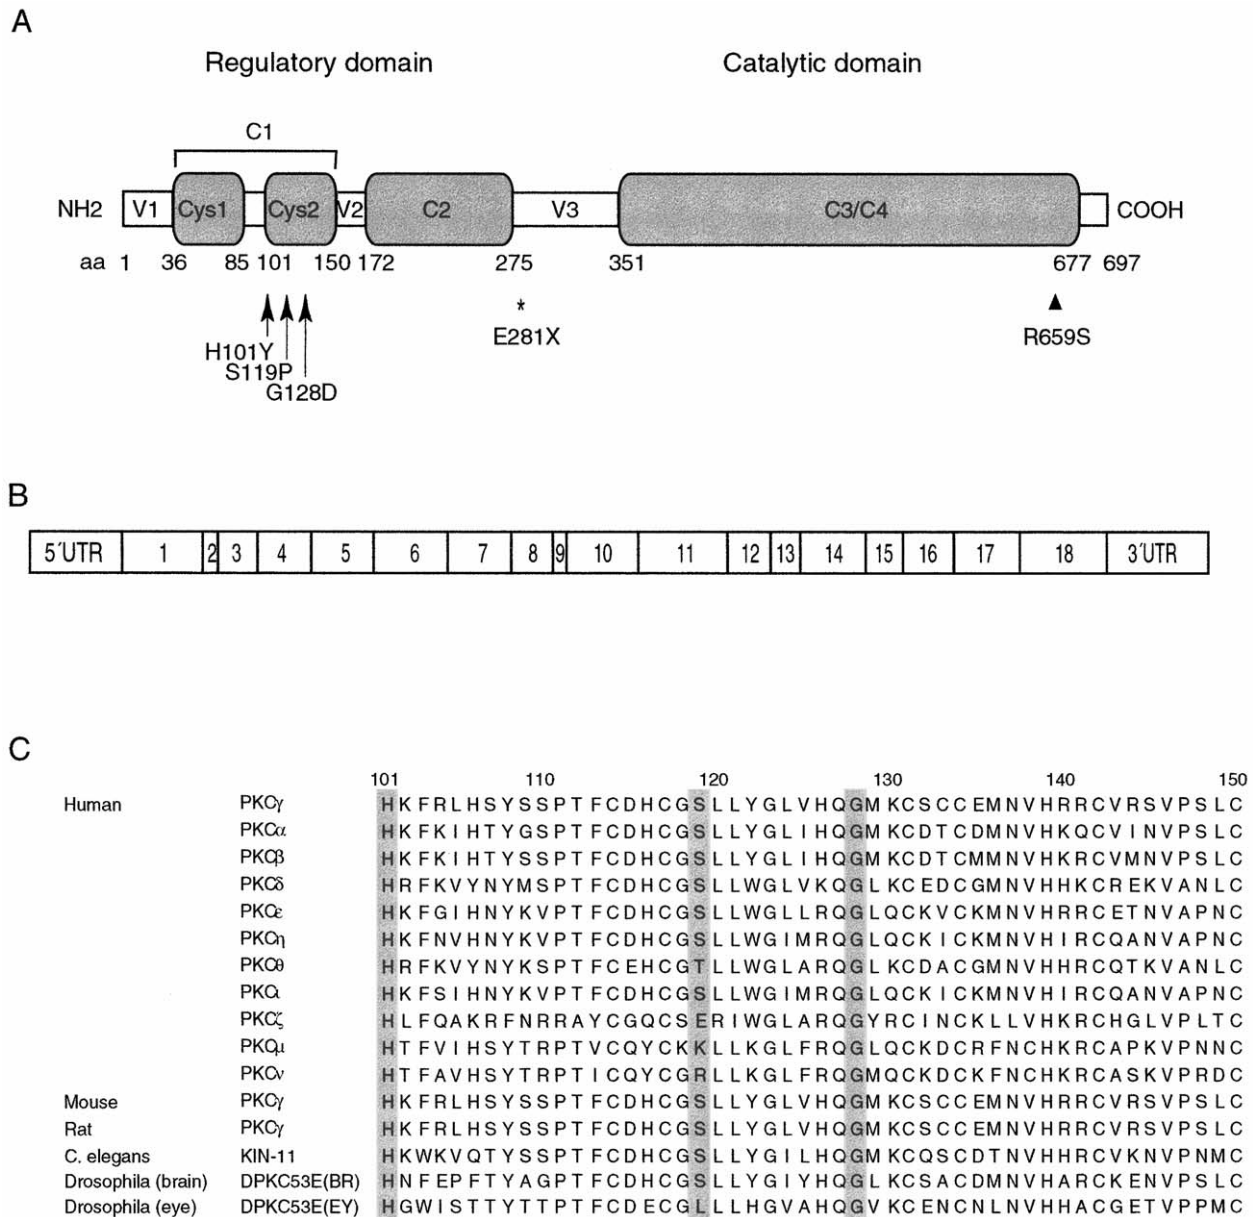 A
Regulatory domain Catalytic domain
C1
NH2 V1 Cys1 Cys2 V2 C2 V3 C3/C4 COOH
aa 1 36 85 101 150 172 275 351 677 697
* ▲
H101Y E281X R659S
S119P
G128D
B
5´UTR 1 2 3 4 5 6 7 8 9 10 11 12 13 14 15 16 17 18 3´UTR
C
101 110 120 130 140 150
Human PKCγ HKFRLHSYSSPTFCDHCGSLLYGLVHQGMKCSCCEMNVHRRCVRSVPSLC
PKCα HKFKIHTYGSPTFCDHCGSLLYGLIHQGMKCDTCDMNVHKQCVINVPSLC
PKCβ HKFKIHTYSSPTFCDHCGSLLYGLIHQGMKCDTCMMNVHKRCVMNVPSLC
PKCδ HRFKVYNYMSPTFCDHCGSLLWGLVKQGLKCEDCGMNVHHKCREKVANLC
PKCε HKFGIHNYKVPTFCDHCGSLLWGLLRQGLQCKVCKMNVHRRCETNVAPNC
PKCη HKFNVHNYKVPTFCDHCGSLLWGIMRQGLQCKICKMNVHIRCQANVAPNC
PKCθ HRFKVYNYKSPTFCEHCGTLLWGLARQGLKCDACGMNVHHRCQTKVANLC
PKCι HKFSIHNYKVPTFCDHCGSLLWGIMRQGLQCKICKMNVHIRCQANVAPNC
PKCζ HLFQAKRFNRRAYCGQCSERIWGLARQGYRCINCKLLVHKRCHGLVPLTC
PKCμ HTFVIHSYTRPTVCQYCKKLLKGLFRQGLQCKDCRFNCHKRCAPKVPNNC
PKCν HTFAVHSYTRPTICQYCGRLLKGLFRQGMQCKDCKFNCHKRCASKVPRDC
Mouse PKCγ HKFRLHSYSSPTFCDHCGSLLYGLVHQGMKCSCCEMNVHRRCVRSVPSLC
Rat PKCγ HKFRLHSYSSPTFCDHCGSLLYGLVHQGMKCSCCEMNVHRRCVRSVPSLC
C. elegans KIN-11 HKWKVQTYSSPTFCDHCGSLLYGILHQGMKCQSCDTNVHHRCVKNVPNMC
Drosophila (brain) DPKC53E(BR) HNFEPFTYAGPTFCDHCGSLLYGIYHQGLKCSACDMNVHARCKENVPSLC
Drosophila (eye) DPKC53E(EY) HGWISTTYTTPTFCDECGLLLHGVAHQGVKCENCNLNVHHACGETVPPMC